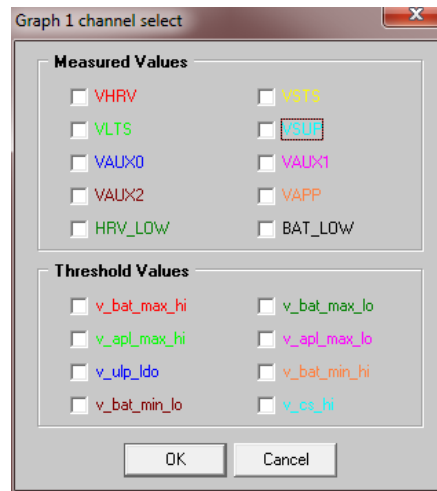 Graph 1 channel select
Measured Values
VHRV VSTS
VLTS VSUP
VAUX0 VAUX1
VAUX2 VAPP
HRV_LOW BAT_LOW
Threshold Values
v_bat_max_hi v_bat_max_lo
v_apl_max_hi v_apl_max_lo
v_ulp_ldo v_bat_min_hi
v_bat_min_lo v_cs_hi
OK Cancel